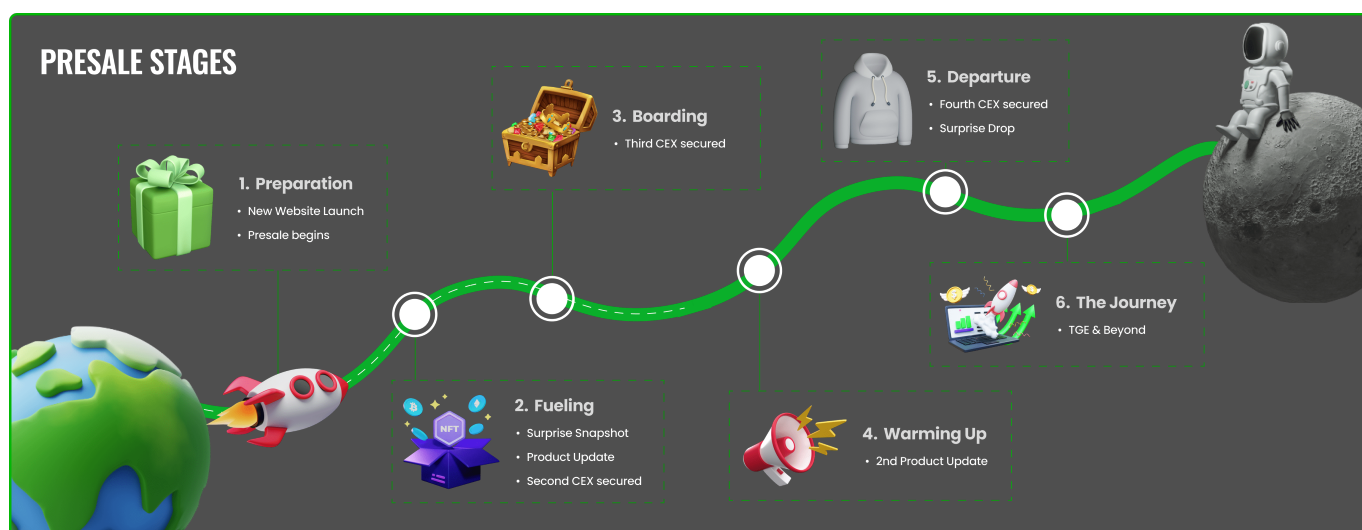 PRESALE STAGES
1. Preparation
• New Website Launch
• Presale begins
2. Fueling
• Surprise Snapshot
• Product Update
• Second CEX secured
NFT
3. Boarding
• Third CEX secured
4. Warming Up
• 2nd Product Update
5. Departure
• Fourth CEX secured
• Surprise Drop
6. The Journey
• TGE & Beyond